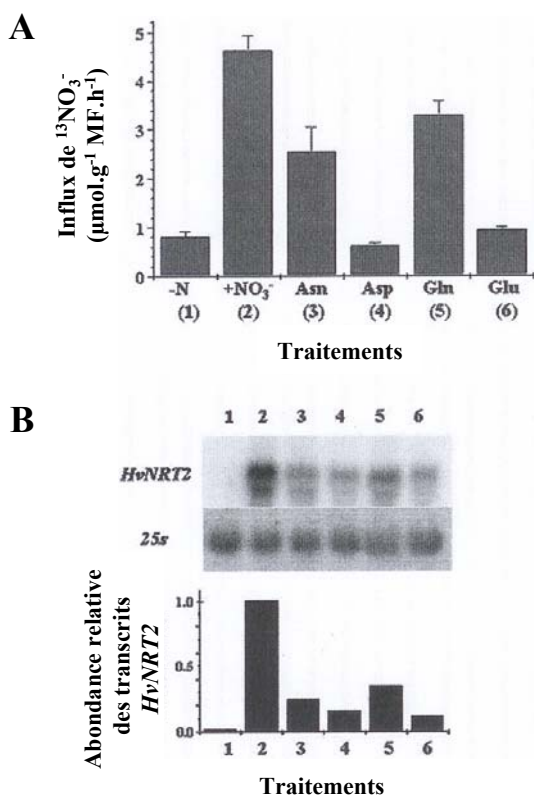 A
Influx de ¹³NO₃⁻
(µmol.g⁻¹ MF.h⁻¹)
5
4
3
2
1
0
-N +NO₃⁻ Asn Asp Gln Glu
(1) (2) (3) (4) (5) (6)
Traitements
B
1 2 3 4 5 6
HvNRT2
25s
Abondance relative
des transcrits
HvNRT2
1.0
0.5
0.0
1 2 3 4 5 6
Traitements